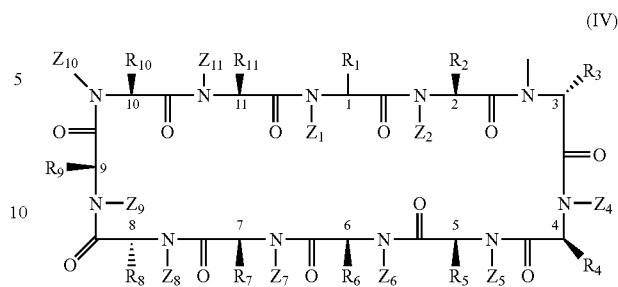 (IV)
Z10 R10 Z11 R11 R1 R2 R3
5
N 10 N 11 N 1 N 2 N 3
O O O Z1 O Z2 O O
R9 9
N Z4
10
N Z9 O
8 N 7 N 6 N 5 N 4
O R8 Z8 O R7 Z7 O R6 Z6 R5 Z5 O R4